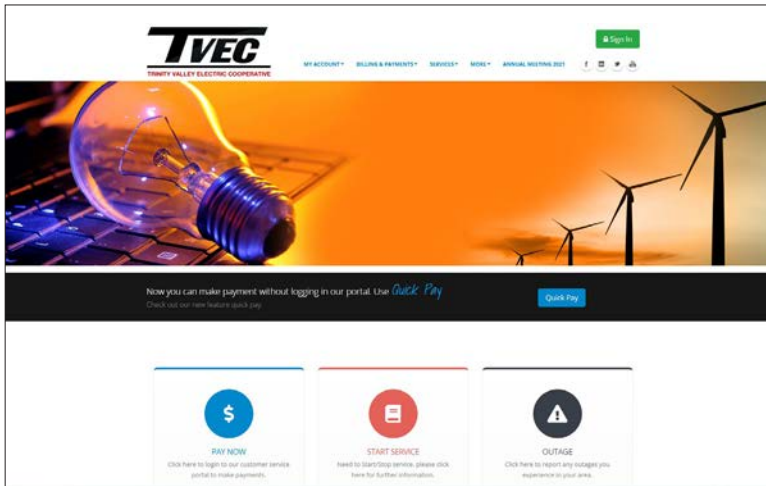 TVEC
TRINITY VALLEY ELECTRIC COOPERATIVE
Sign In
MY ACCOUNT BILLING & PAYMENTS SERVICES MORE ANNUAL MEETING 2021
Now you can make payment without logging in our portal. Use Quick Pay
Check out our new feature quick pay.
Quick Pay
PAY NOW
Click here to login to our customer service
portal to make payments.
START SERVICE
Need to Start/Stop service, please click
here for further information.
OUTAGE
Click here to report any outages you
experience in your area.